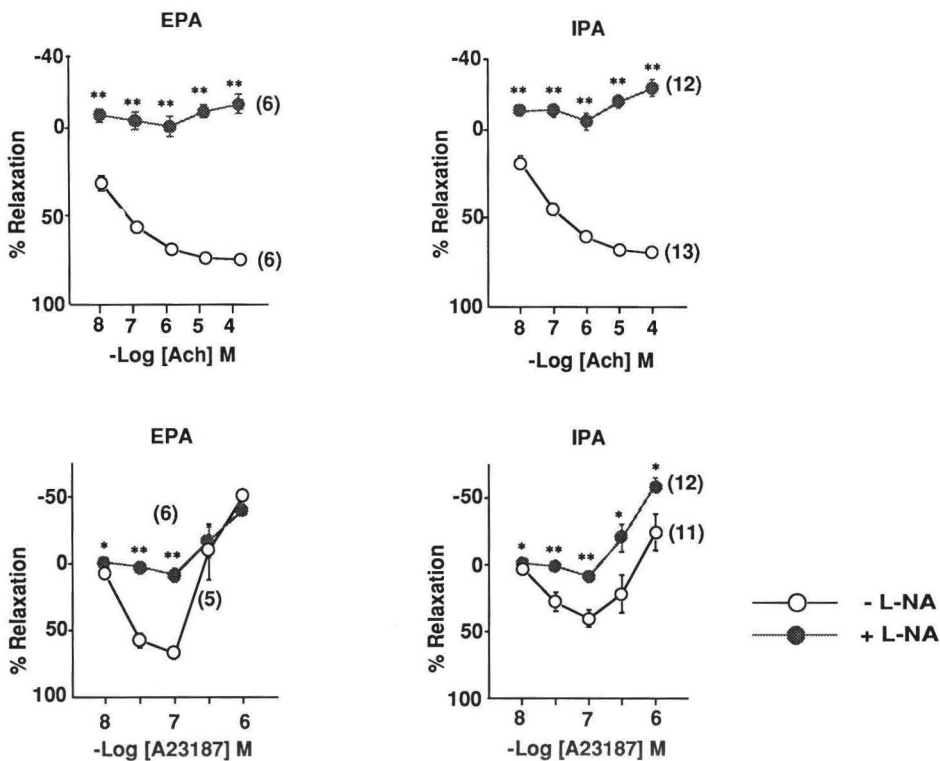 EPA
-40
0
50
100
% Relaxation
** ** ** ** **
(6)
(6)
8 7 6 5 4
-Log [Ach] M
IPA
-40
0
50
100
% Relaxation
** ** ** ** **
(12)
(13)
8 7 6 5 4
-Log [Ach] M
EPA
-50
0
50
100
% Relaxation
* ** **
(6)
(5)
8 7 6
-Log [A23187] M
IPA
-50
0
50
100
% Relaxation
* ** ** * *
(12)
(11)
8 7 6
-Log [A23187] M
- L-NA
+ L-NA